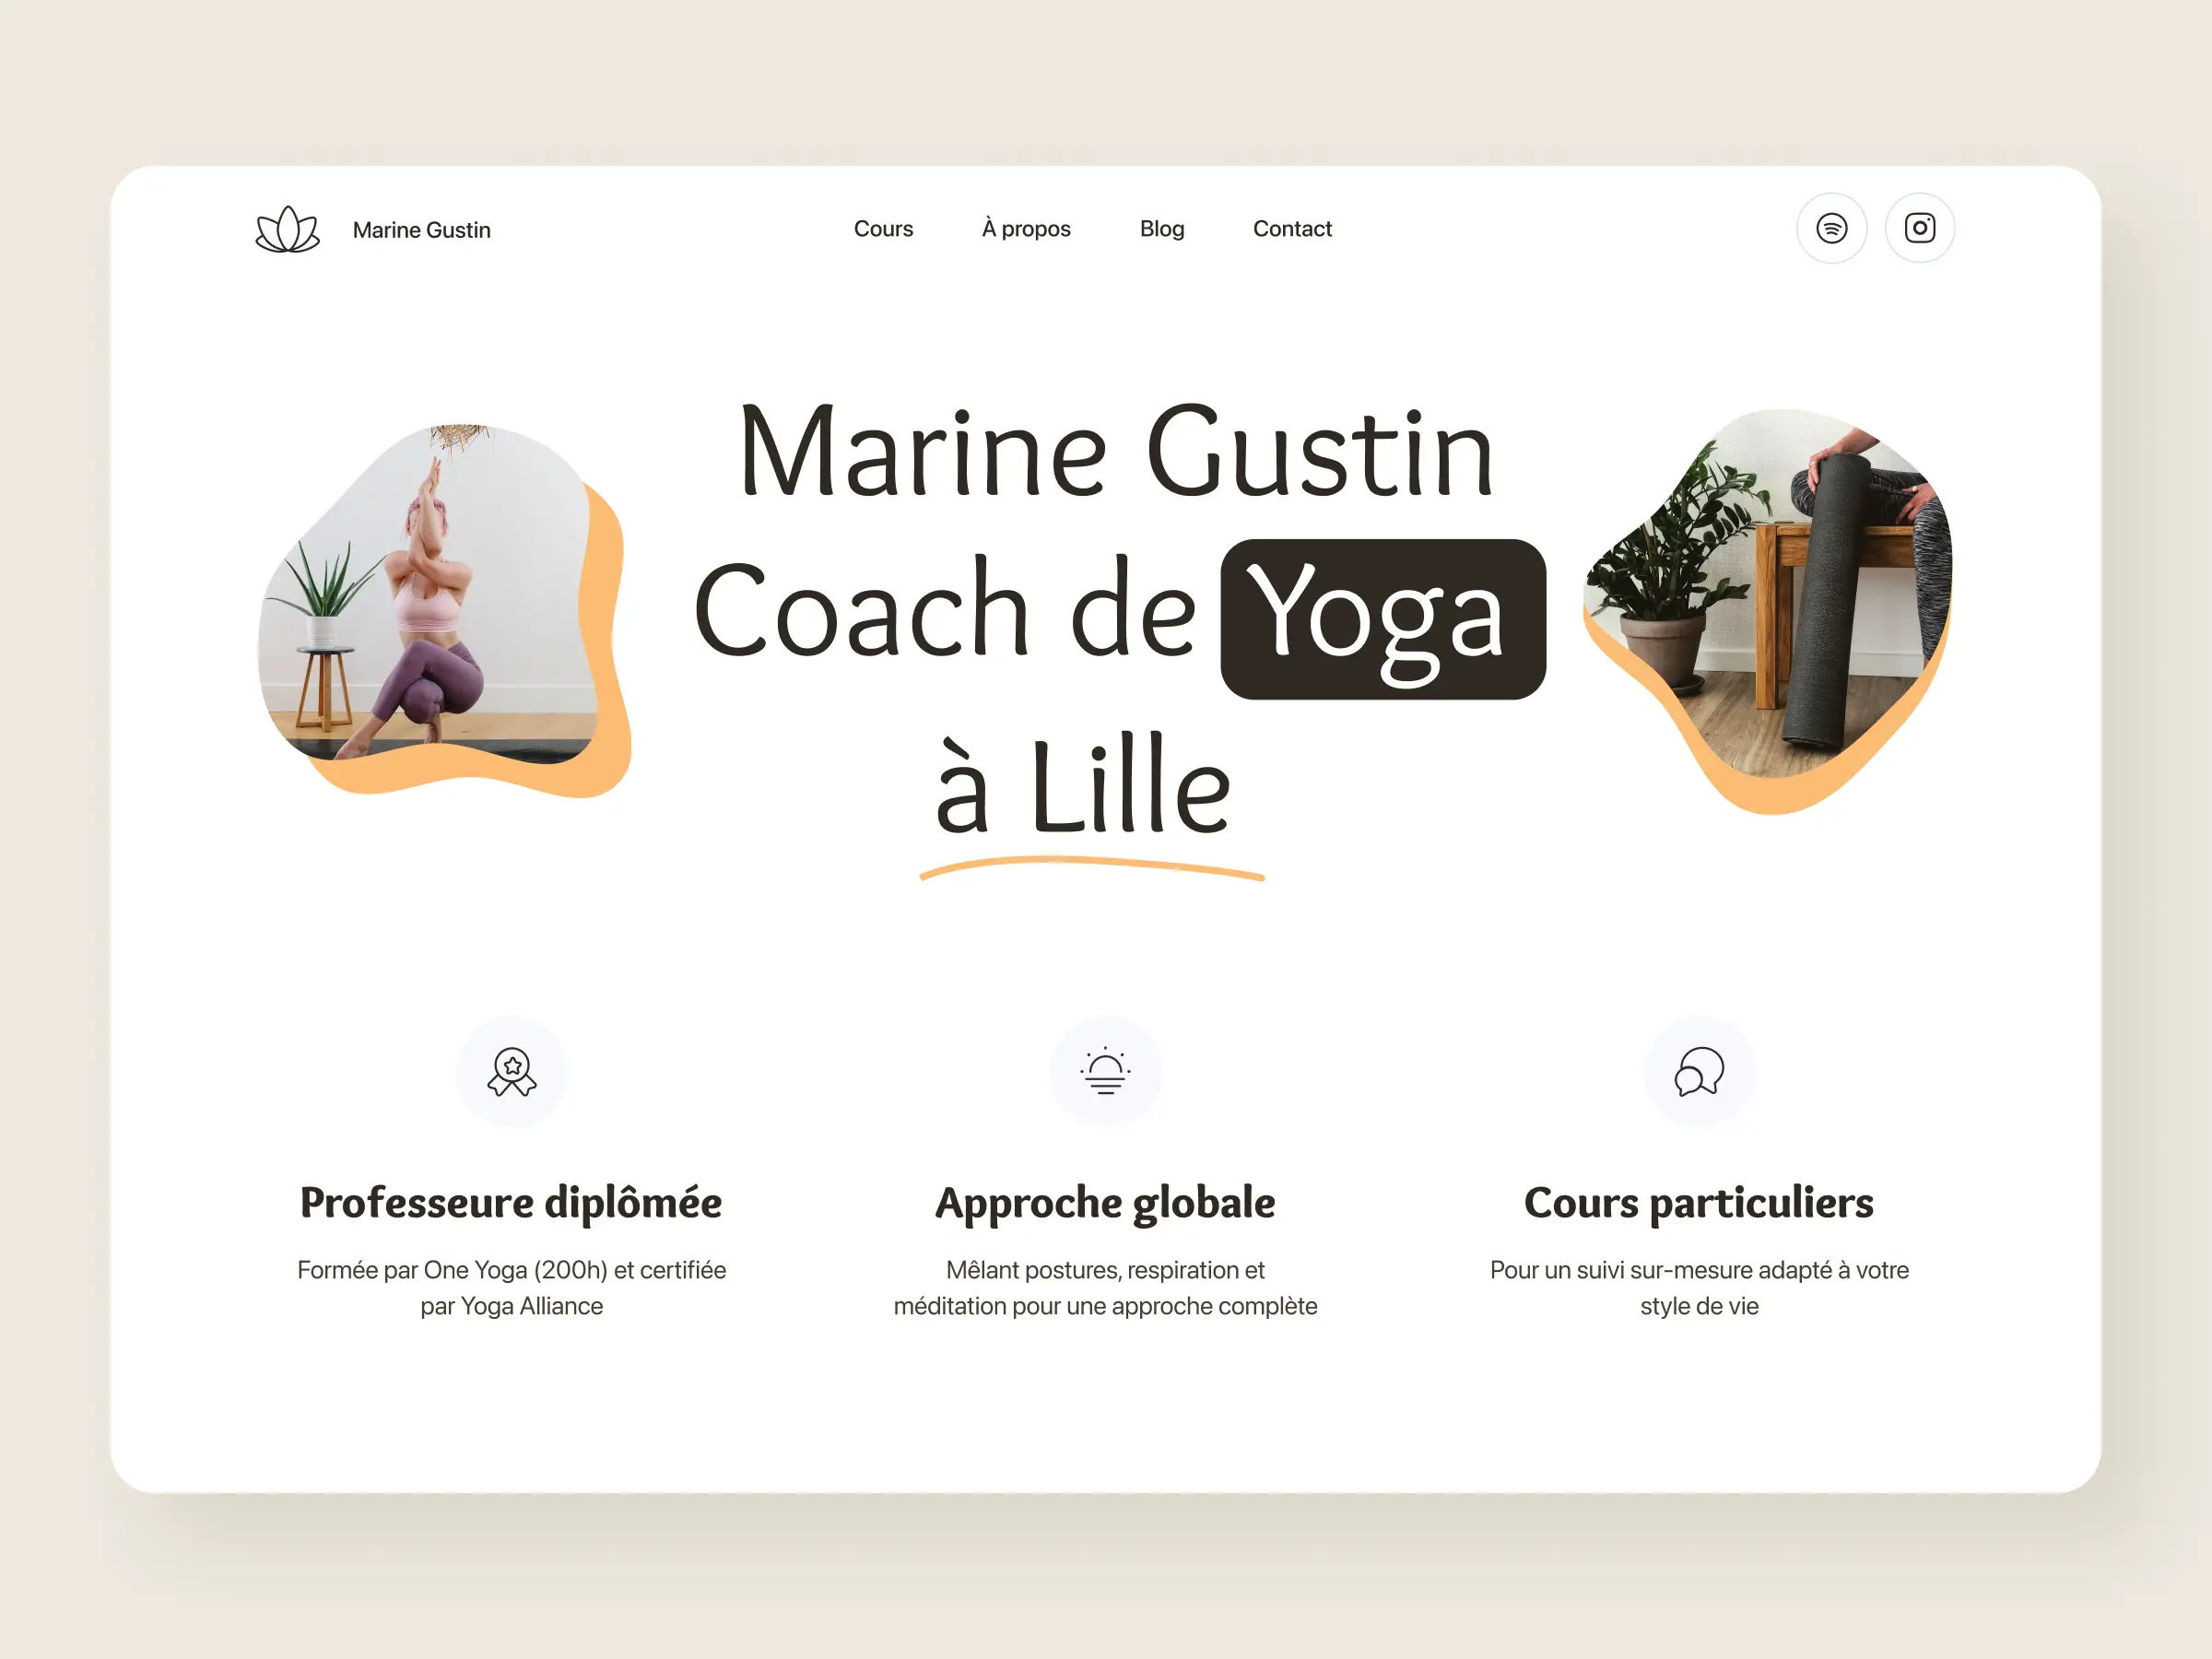 Marine Gustin
Cours
À propos
Blog
Contact
Marine Gustin
Coach de Yoga
à Lille
Professeure diplômée
Formée par One Yoga (200h) et certifiée
par Yoga Alliance
Approche globale
Mêlant postures, respiration et
méditation pour une approche complète
Cours particuliers
Pour un suivi sur-mesure adapté à votre
style de vie